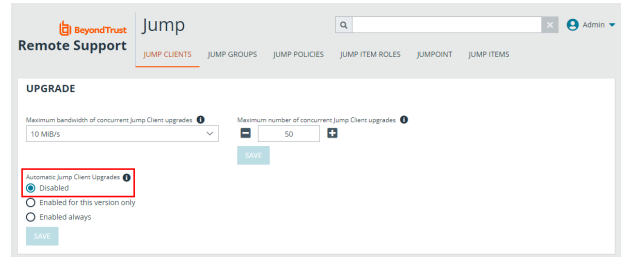 BeyondTrust
Remote Support
Jump
Admin
JUMP CLIENTS JUMP GROUPS JUMP POLICIES JUMP ITEM ROLES JUMPOINT JUMP ITEMS
UPGRADE
Maximum bandwidth of concurrent Jump Client upgrades
Maximum number of concurrent Jump Client upgrades
10 MiB/s
50
SAVE
Automatic Jump Client Upgrades
Disabled
Enabled for this version only
Enabled always
SAVE